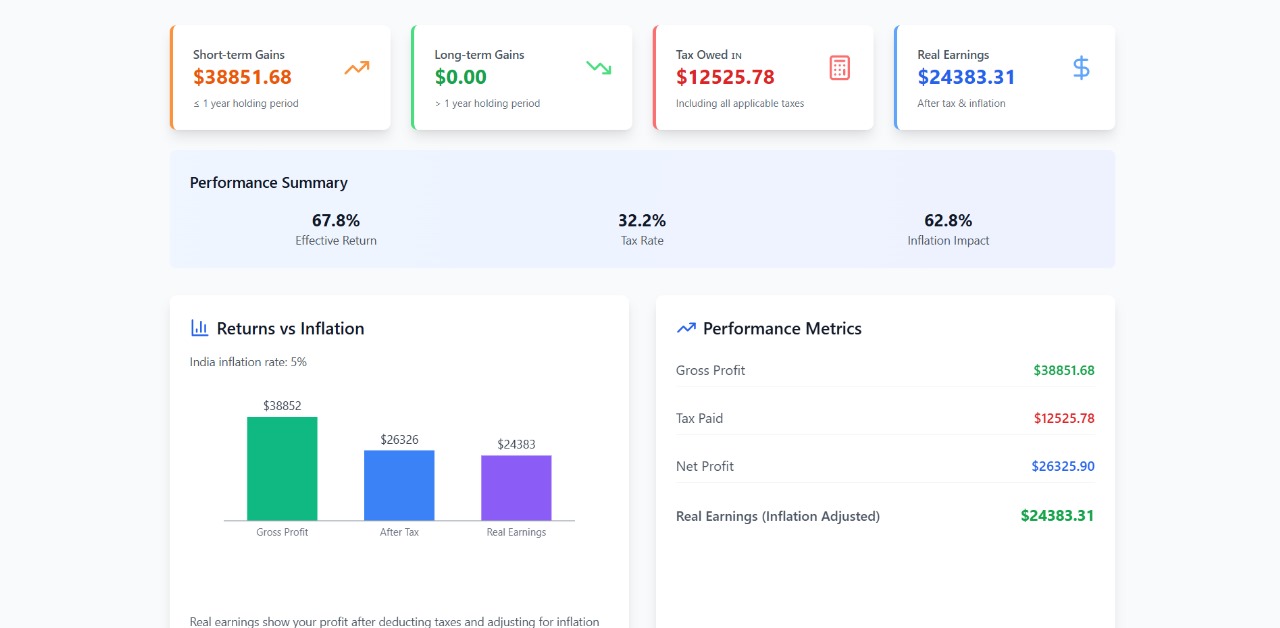 Short-term Gains
$38851.68
≤ 1 year holding period
Long-term Gains
$0.00
> 1 year holding period
Tax Owed IN
$12525.78
Including all applicable taxes
Real Earnings
$24383.31
After tax & inflation
Performance Summary
67.8%
Effective Return
32.2%
Tax Rate
62.8%
Inflation Impact
Returns vs Inflation
India inflation rate: 5%
$38852
$26326
$24383
Gross Profit
After Tax
Real Earnings
Real earnings show your profit after deducting taxes and adjusting for inflation
Performance Metrics
Gross Profit $38851.68
Tax Paid $12525.78
Net Profit $26325.90
Real Earnings (Inflation Adjusted) $24383.31